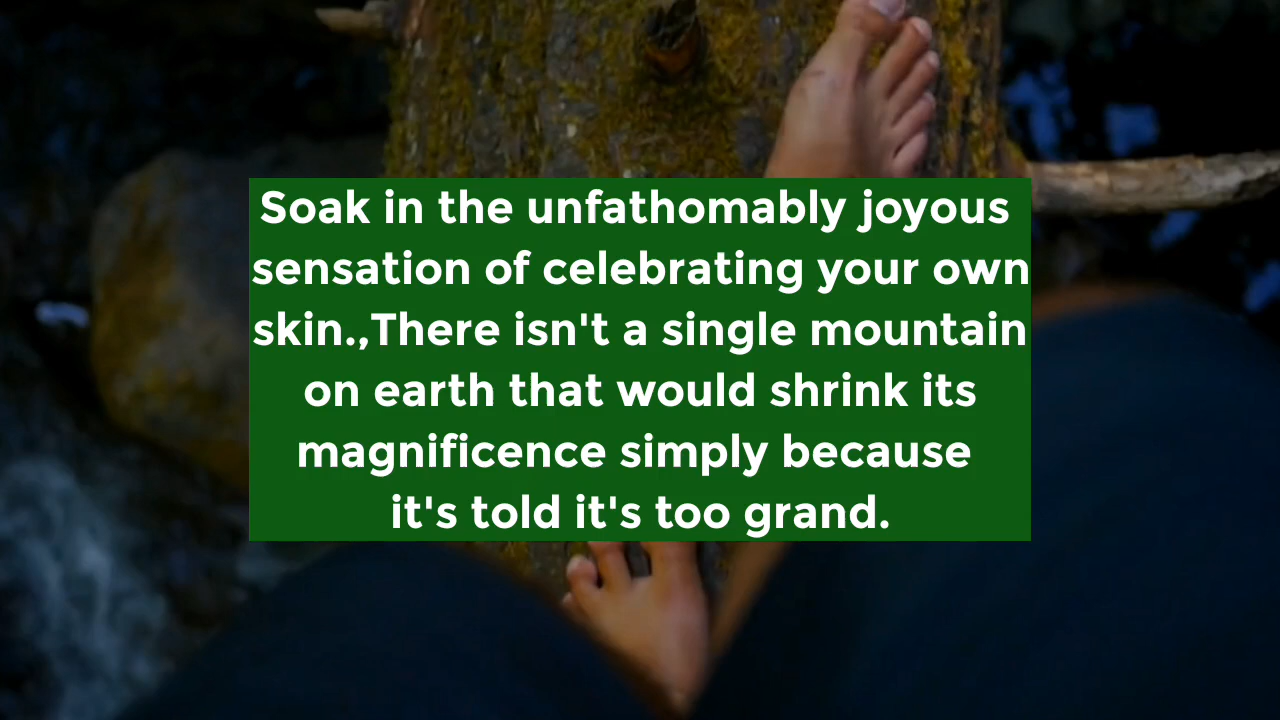 Soak in the unfathomably joyous
sensation of celebrating your own
skin.,There isn't a single mountain
on earth that would shrink its
magnificence simply because
it's told it's too grand.